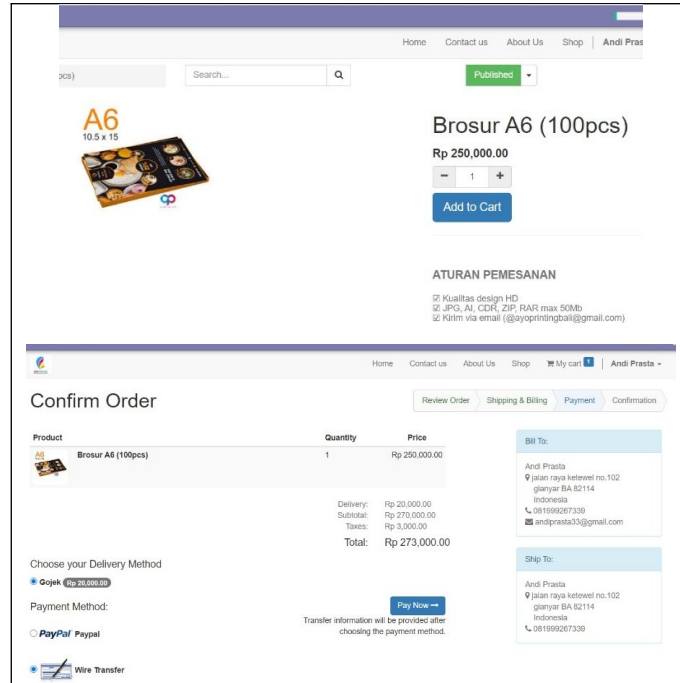 Home Contact us About Us Shop Andi Pras
pcs) Search... Published
A6
10.5 x 15
Brosur A6 (100pcs)
Rp 250,000.00
- 1 +
Add to Cart
ATURAN PEMESANAN
Kualitas design HD
JPG, AI, CDR, ZIP, RAR max 50Mb
Kirim via email (@ayoprintingbali@gmail.com)
Home Contact us About Us Shop My cart 1 Andi Prasta
Confirm Order
Review Order Shipping & Billing Payment Confirmation
Product Quantity Price
Brosur A6 (100pcs) 1 Rp 250,000.00
Delivery: Rp 20,000.00
Subtotal: Rp 270,000.00
Taxes: Rp 3,000.00
Total: Rp 273,000.00
Bill To:
Andi Prasta
jalan raya ketewel no.102
gianyar BA 82114
Indonesia
081999267339
andiprasta33@gmail.com
Choose your Delivery Method
Gojek Rp 20,000.00
Payment Method:
Pay Now
Transfer information will be provided after
choosing the payment method.
PayPal Paypal
Wire Transfer
Ship To:
Andi Prasta
jalan raya ketewel no.102
gianyar BA 82114
Indonesia
081999267339